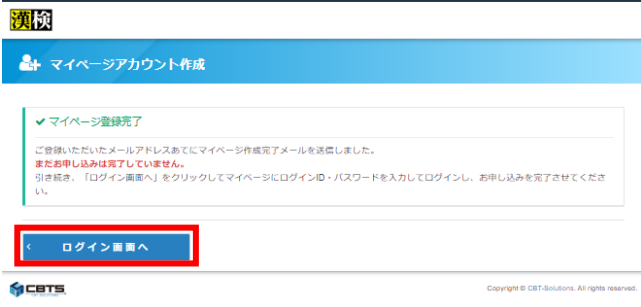 漢検
マイページアカウント作成
マイページ登録完了
ご登録いただいたメールアドレスあてにマイページ作成完了メールを送信しました。
まだお申し込みは完了していません。
引き続き、「ログイン画面へ」をクリックしてマイページにログインID・パスワードを入力してログインし、お申し込みを完了させてくださ
い。
ログイン画面へ
CBTS
Copyright © CBT-Solutions. All rights reserved.